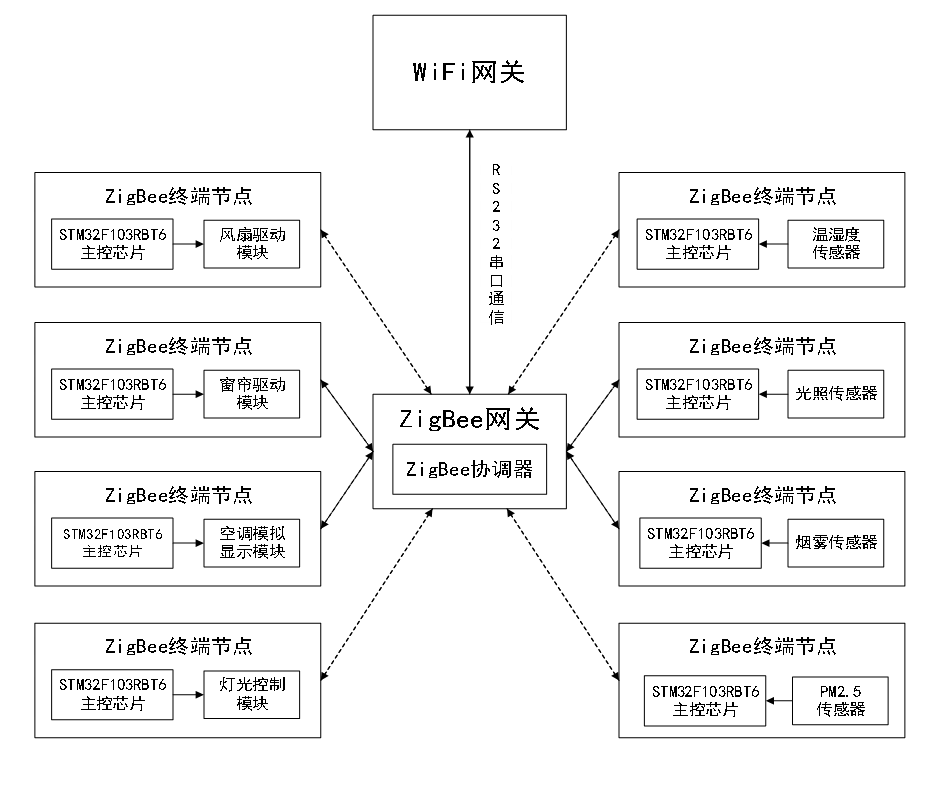 WiFi网关
RS232串口通信
ZigBee终端节点
STM32F103RBT6
主控芯片
风扇驱动
模块
ZigBee终端节点
STM32F103RBT6
主控芯片
窗帘驱动
模块
ZigBee终端节点
STM32F103RBT6
主控芯片
空调模拟
显示模块
ZigBee终端节点
STM32F103RBT6
主控芯片
灯光控制
模块
ZigBee网关
ZigBee协调器
ZigBee终端节点
STM32F103RBT6
主控芯片
温湿度
传感器
ZigBee终端节点
STM32F103RBT6
主控芯片
光照传感器
ZigBee终端节点
STM32F103RBT6
主控芯片
烟雾传感器
ZigBee终端节点
STM32F103RBT6
主控芯片
PM2.5
传感器